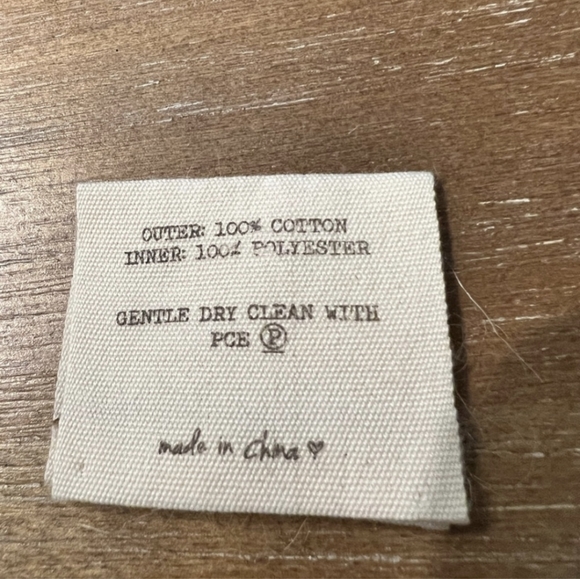 OUTER: 100% COTTON
INNER: 100% POLYESTER
GENTLE DRY CLEAN WITH
PCE Ⓟ
made in China ♥